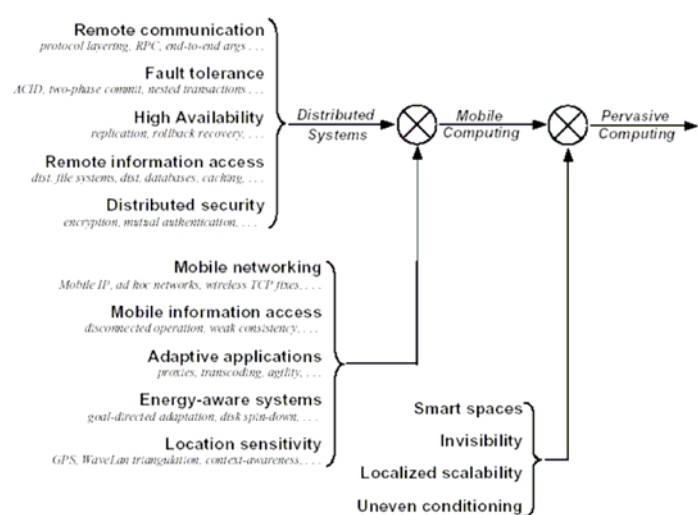 Remote communication
protocol layering, RPC, end-to-end args . . .
Fault tolerance
ACID, two-phase commit, nested transactions . . .
High Availability
replication, rollback recovery, . . .
Remote information access
dist. file systems, dist. databases, caching, . . .
Distributed security
encryption, mutual authentication, . . .
Distributed
Systems
Mobile
Computing
Pervasive
Computing
Mobile networking
Mobile IP, ad hoc networks, wireless TCP fixes, . . .
Mobile information access
disconnected operation, weak consistency, . . .
Adaptive applications
proxies, transcoding, agility, . . .
Energy-aware systems
goal-directed adaptation, disk spin-down, . . .
Location sensitivity
GPS, WaveLan triangulation, context-awareness, . . .
Smart spaces
Invisibility
Localized scalability
Uneven conditioning